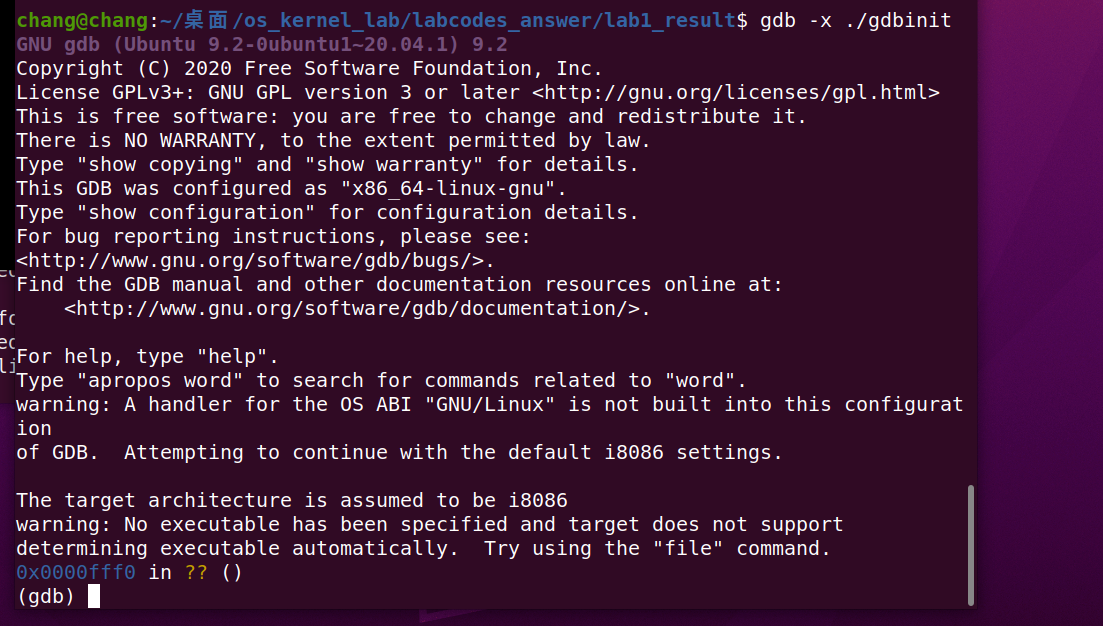 chang@chang:~/桌面/os_kernel_lab/labcodes_answer/lab1_result$ gdb -x ./gdbinit
GNU gdb (Ubuntu 9.2-0ubuntu1~20.04.1) 9.2
Copyright (C) 2020 Free Software Foundation, Inc.
License GPLv3+: GNU GPL version 3 or later <http://gnu.org/licenses/gpl.html>
This is free software: you are free to change and redistribute it.
There is NO WARRANTY, to the extent permitted by law.
Type "show copying" and "show warranty" for details.
This GDB was configured as "x86_64-linux-gnu".
Type "show configuration" for configuration details.
For bug reporting instructions, please see:
<http://www.gnu.org/software/gdb/bugs/>.
Find the GDB manual and other documentation resources online at:
    <http://www.gnu.org/software/gdb/documentation/>.
For help, type "help".
Type "apropos word" to search for commands related to "word".
warning: A handler for the OS ABI "GNU/Linux" is not built into this configurat
ion
of GDB.  Attempting to continue with the default i8086 settings.
The target architecture is assumed to be i8086
warning: No executable has been specified and target does not support
determining executable automatically.  Try using the "file" command.
0x0000fff0 in ?? ()
(gdb)